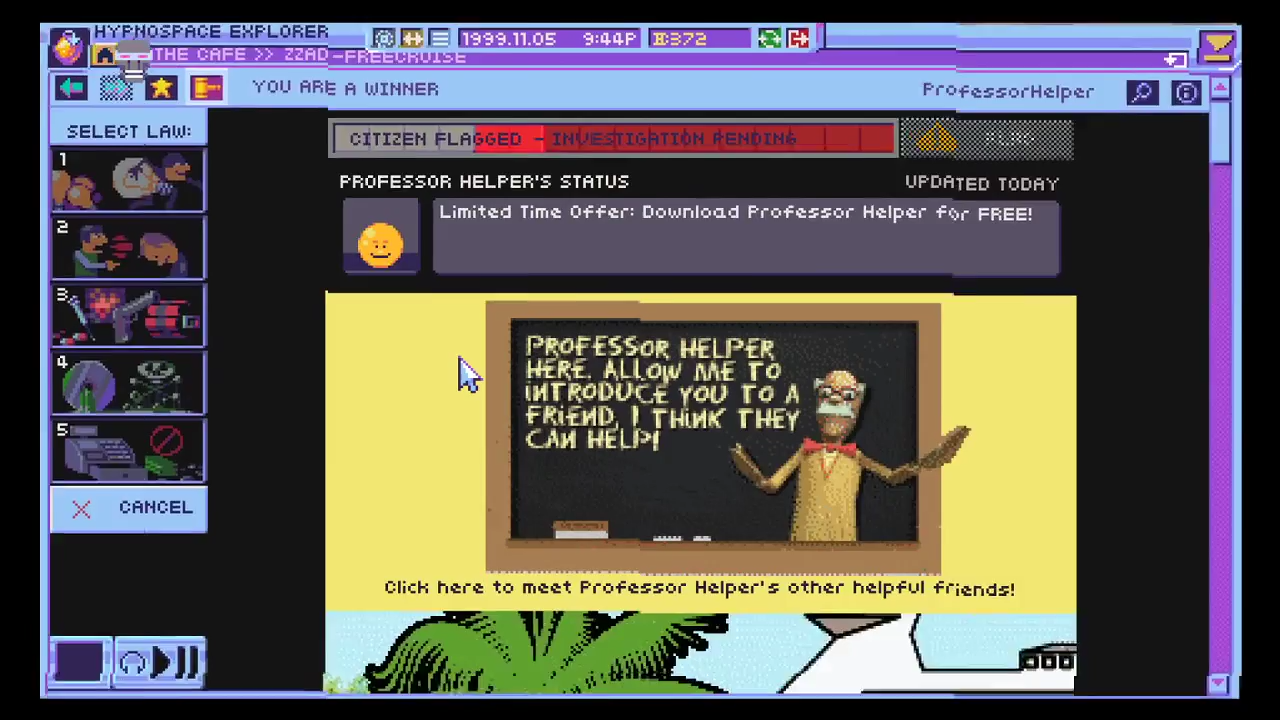 HYPNOSPACE EXPLORER
1999.11.05 9:44P 372
THE CAFE >> ZZAD -FREECRUISE
YOU ARE A WINNER
ProfessorHelper
SELECT LAW:
1
2
3
4
5
CANCEL
CITIZEN FLAGGED - INVESTIGATION PENDING
PROFESSOR HELPER'S STATUS
UPDATED TODAY
Limited Time Offer: Download Professor Helper for FREE!
PROFESSOR HELPER
HERE. ALLOW ME TO
INTRODUCE YOU TO A
FRIEND, I THINK THEY
CAN HELP!
Click here to meet Professor Helper's other helpful friends!